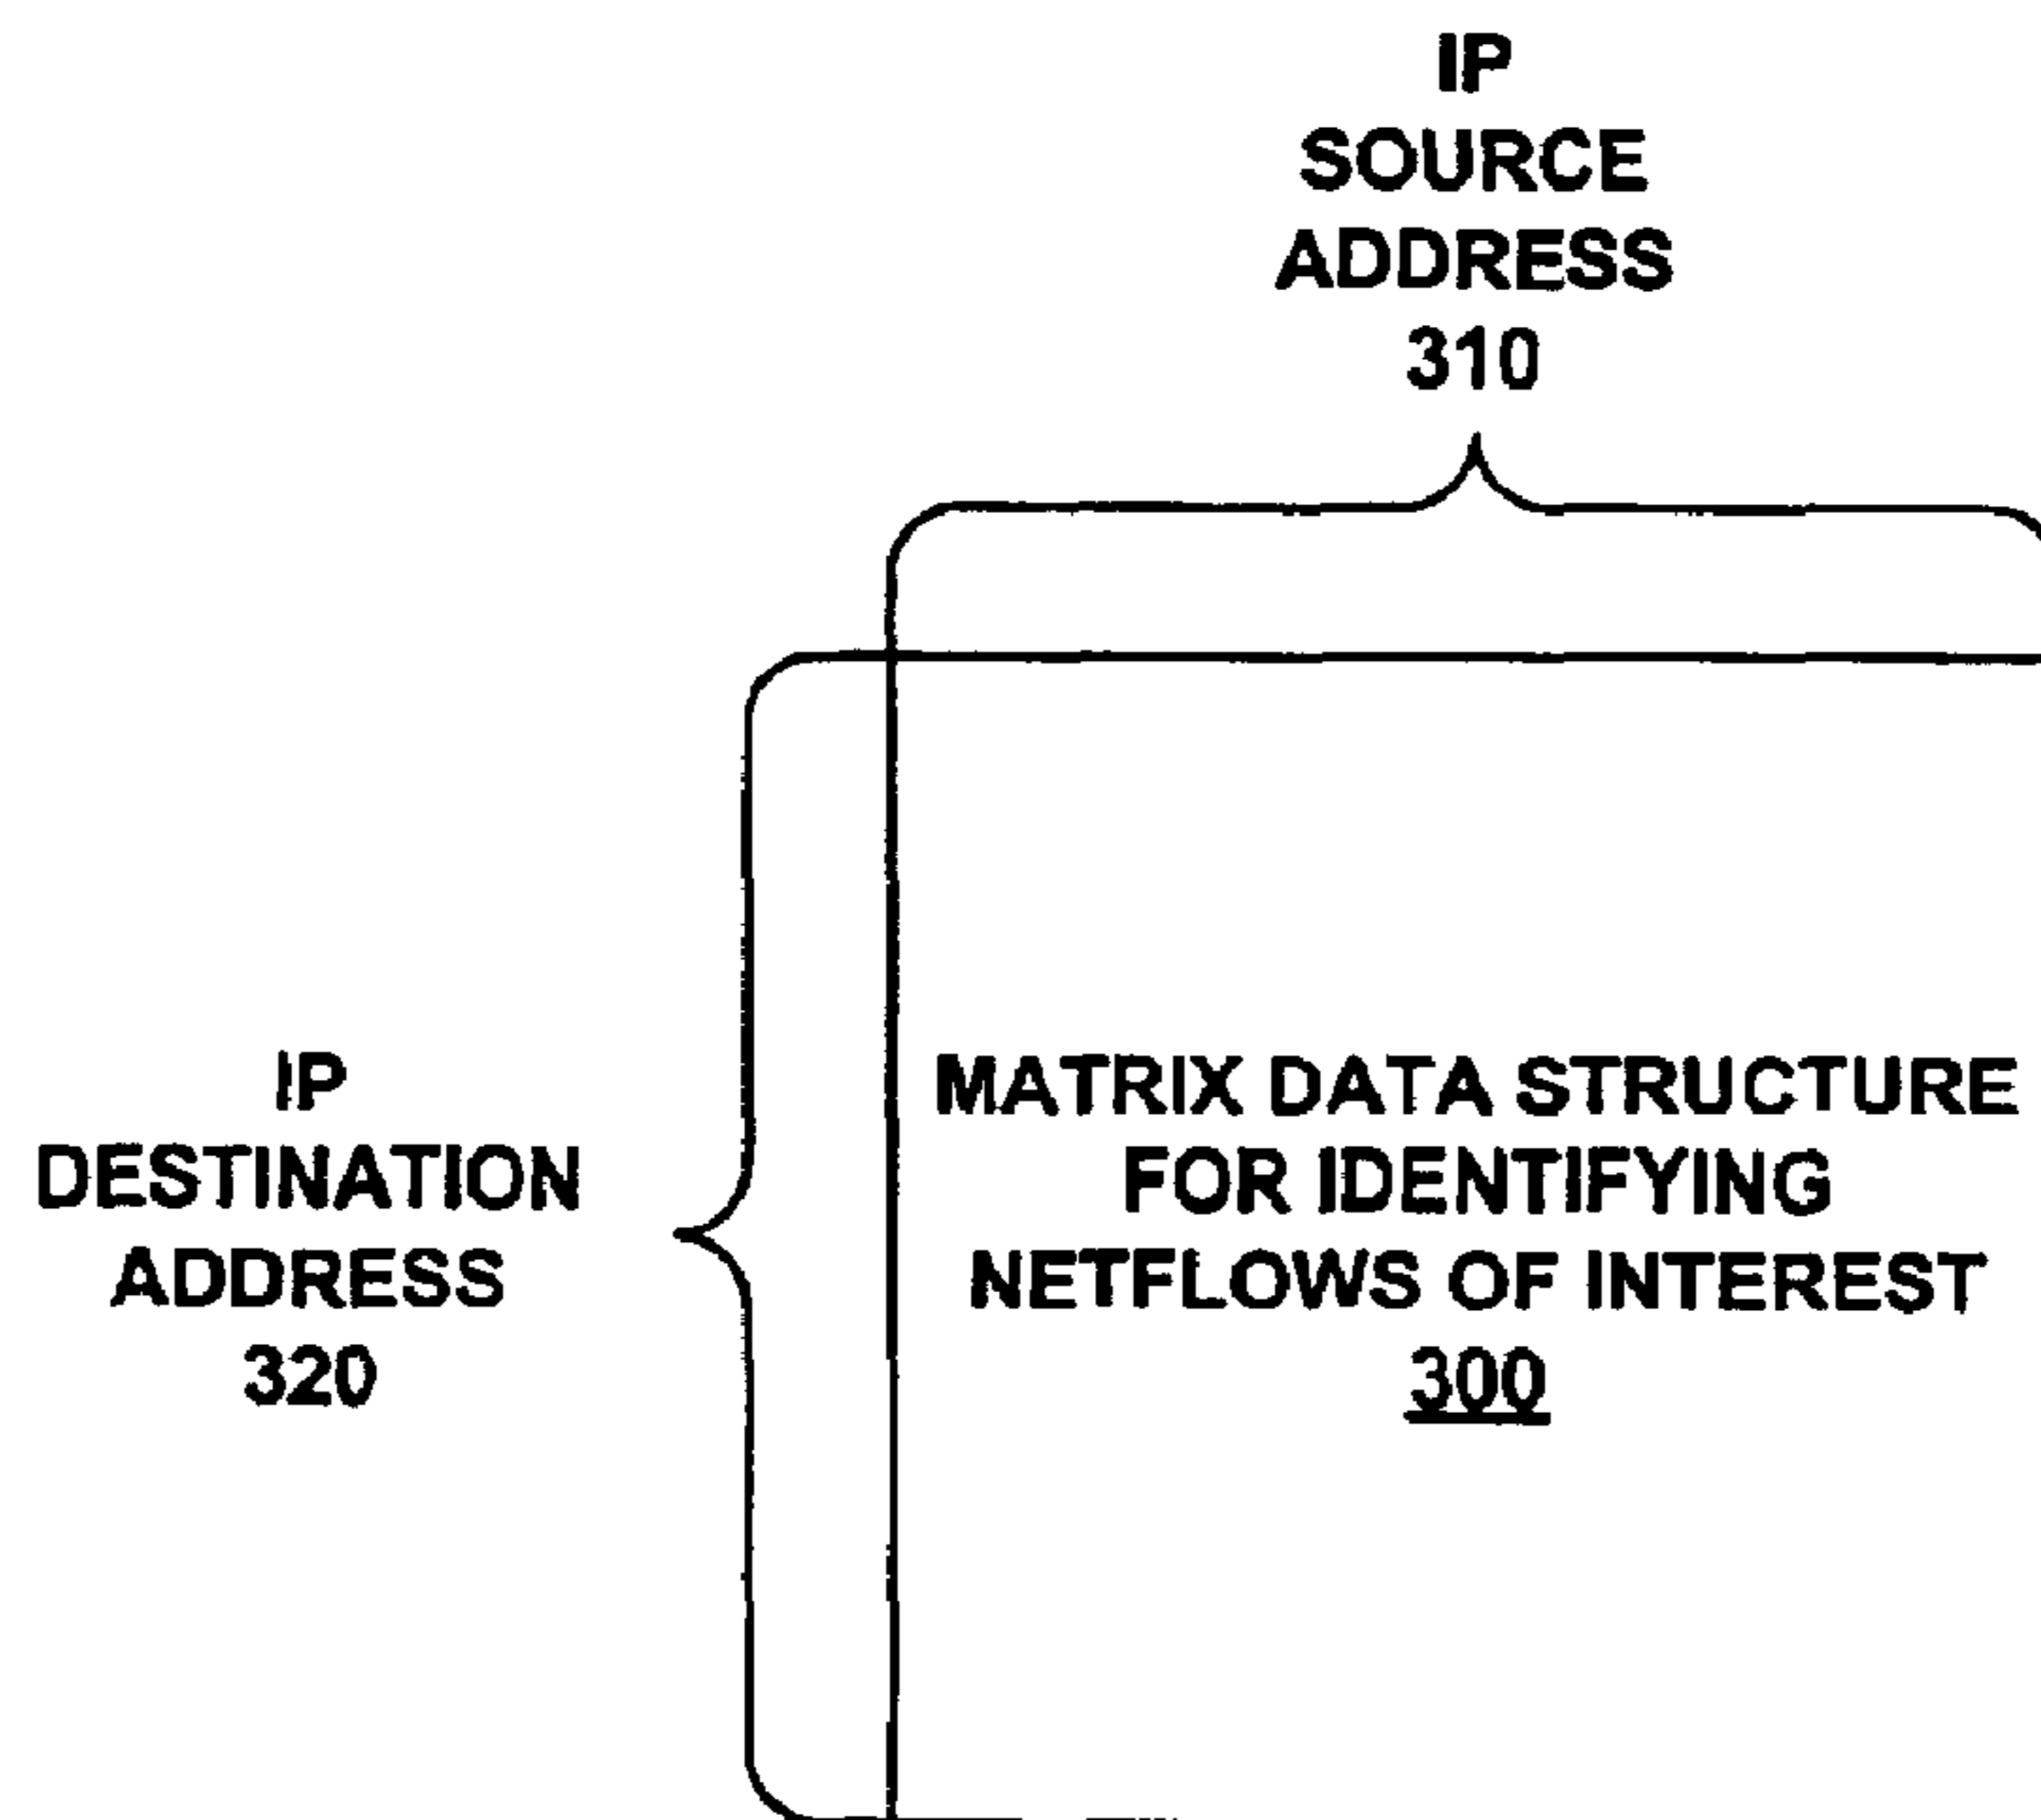 IP
SOURCE
ADDRESS
310
IP
DESTINATION
ADDRESS
320
MATRIX DATA STRUCTURE
FOR IDENTIFYING
NETFLOWS OF INTEREST
300